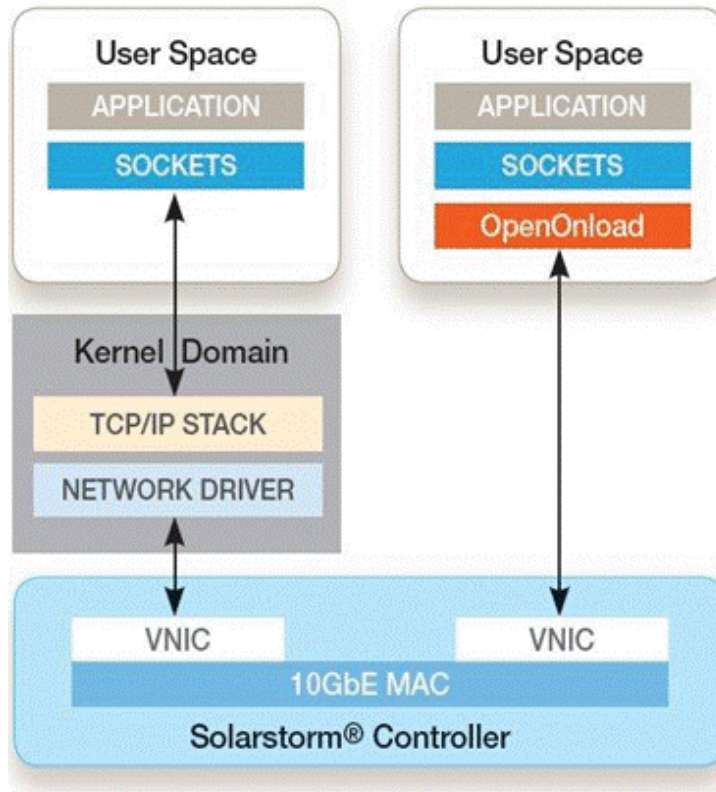 User Space
APPLICATION
SOCKETS
User Space
APPLICATION
SOCKETS
OpenOnload
Kernel Domain
TCP/IP STACK
NETWORK DRIVER
VNIC
VNIC
10GbE MAC
Solarstorm® Controller